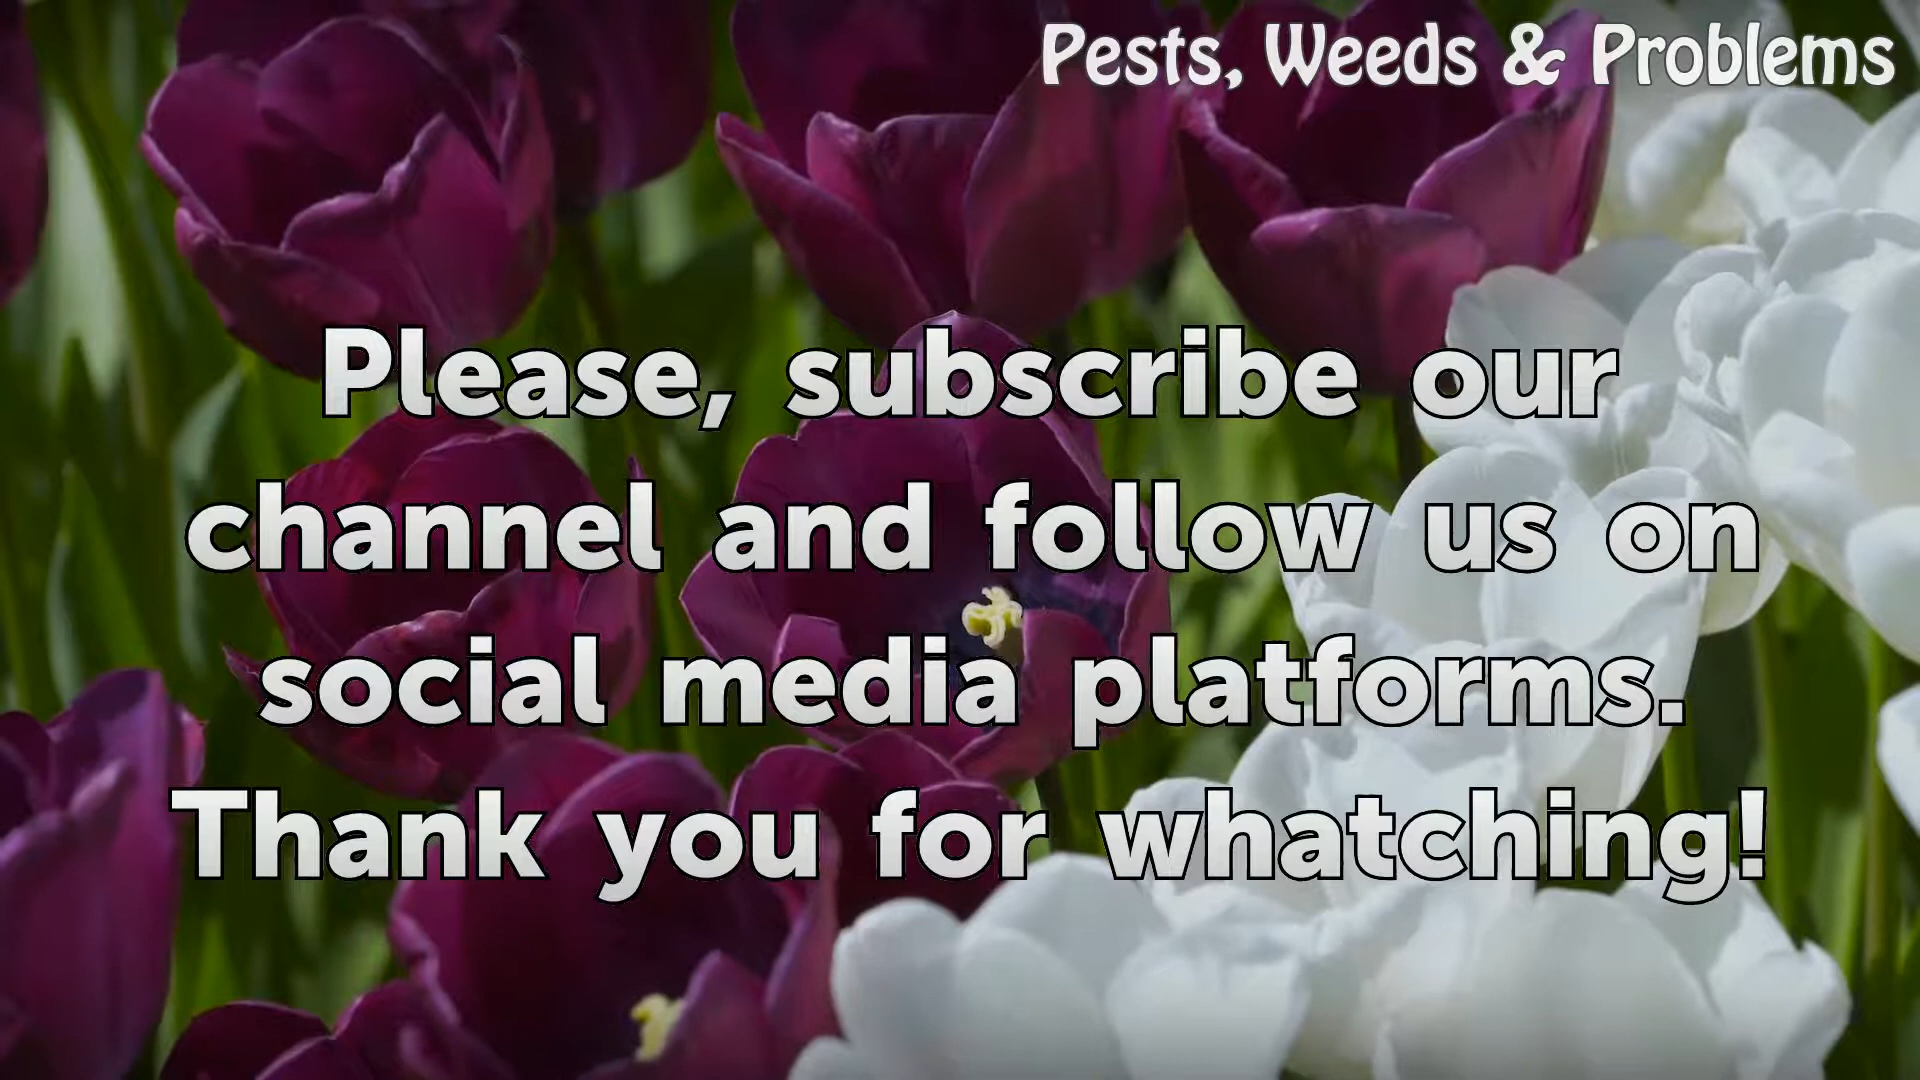 Pests, Weeds & Problems
Please, subscribe our
channel and follow us on
social media platforms.
Thank you for whatching!